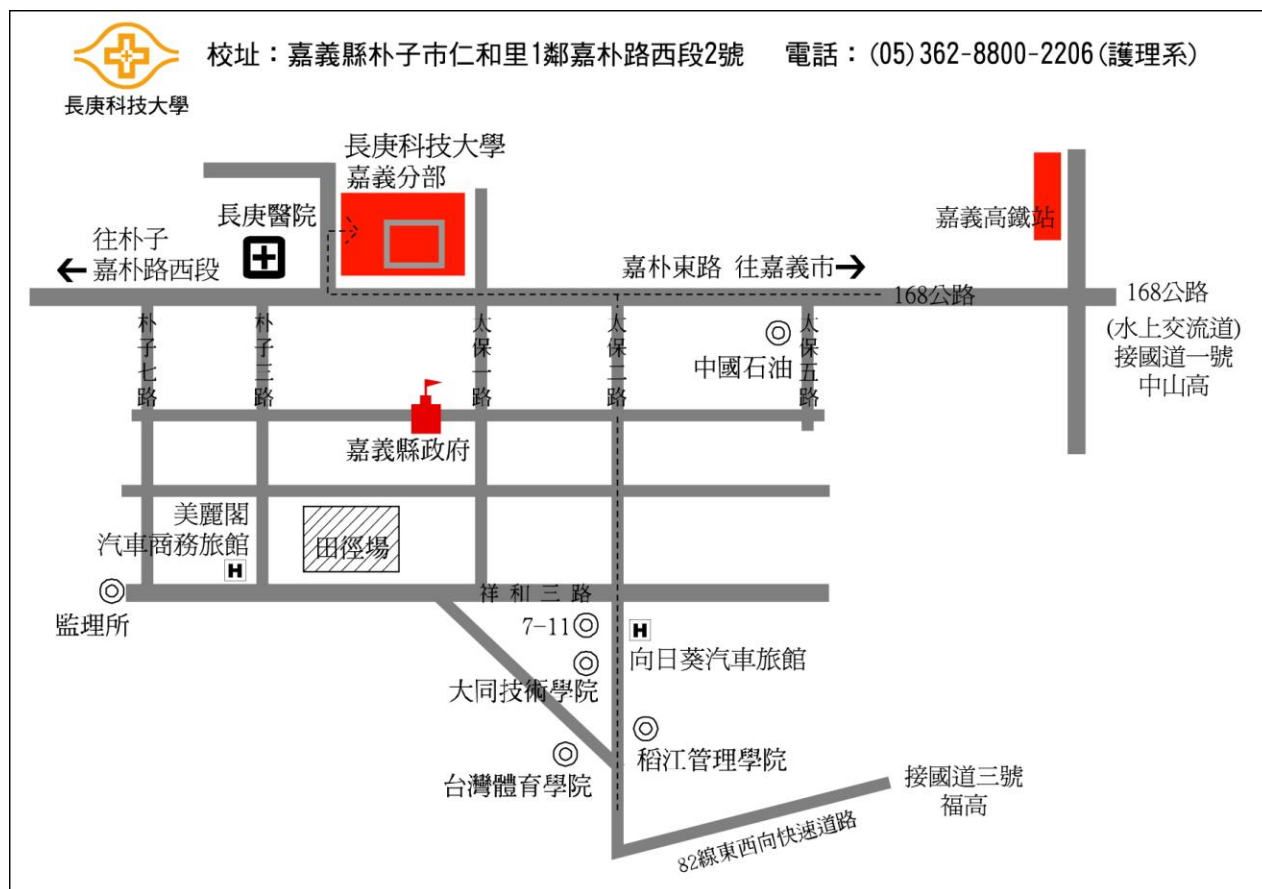 校址：嘉義縣朴子市仁和里1鄰嘉朴路西段2號 電話：(05)362-8800-2206(護理系)
長庚科技大學
長庚科技大學
嘉義分部
長庚醫院
嘉義高鐵站
往朴子
嘉朴路西段
嘉朴東路 往嘉義市
168公路
168公路
(水上交流道)
接國道一號
中山高
朴子七路
朴子三路
太保一路
太保二路
太保五路
中國石油
嘉義縣政府
美麗閣
汽車商務旅館
H
田徑場
監理所
祥和三路
7-11
H
向日葵汽車旅館
大同技術學院
稻江管理學院
台灣體育學院
接國道三號
福高
82線東西向快速道路